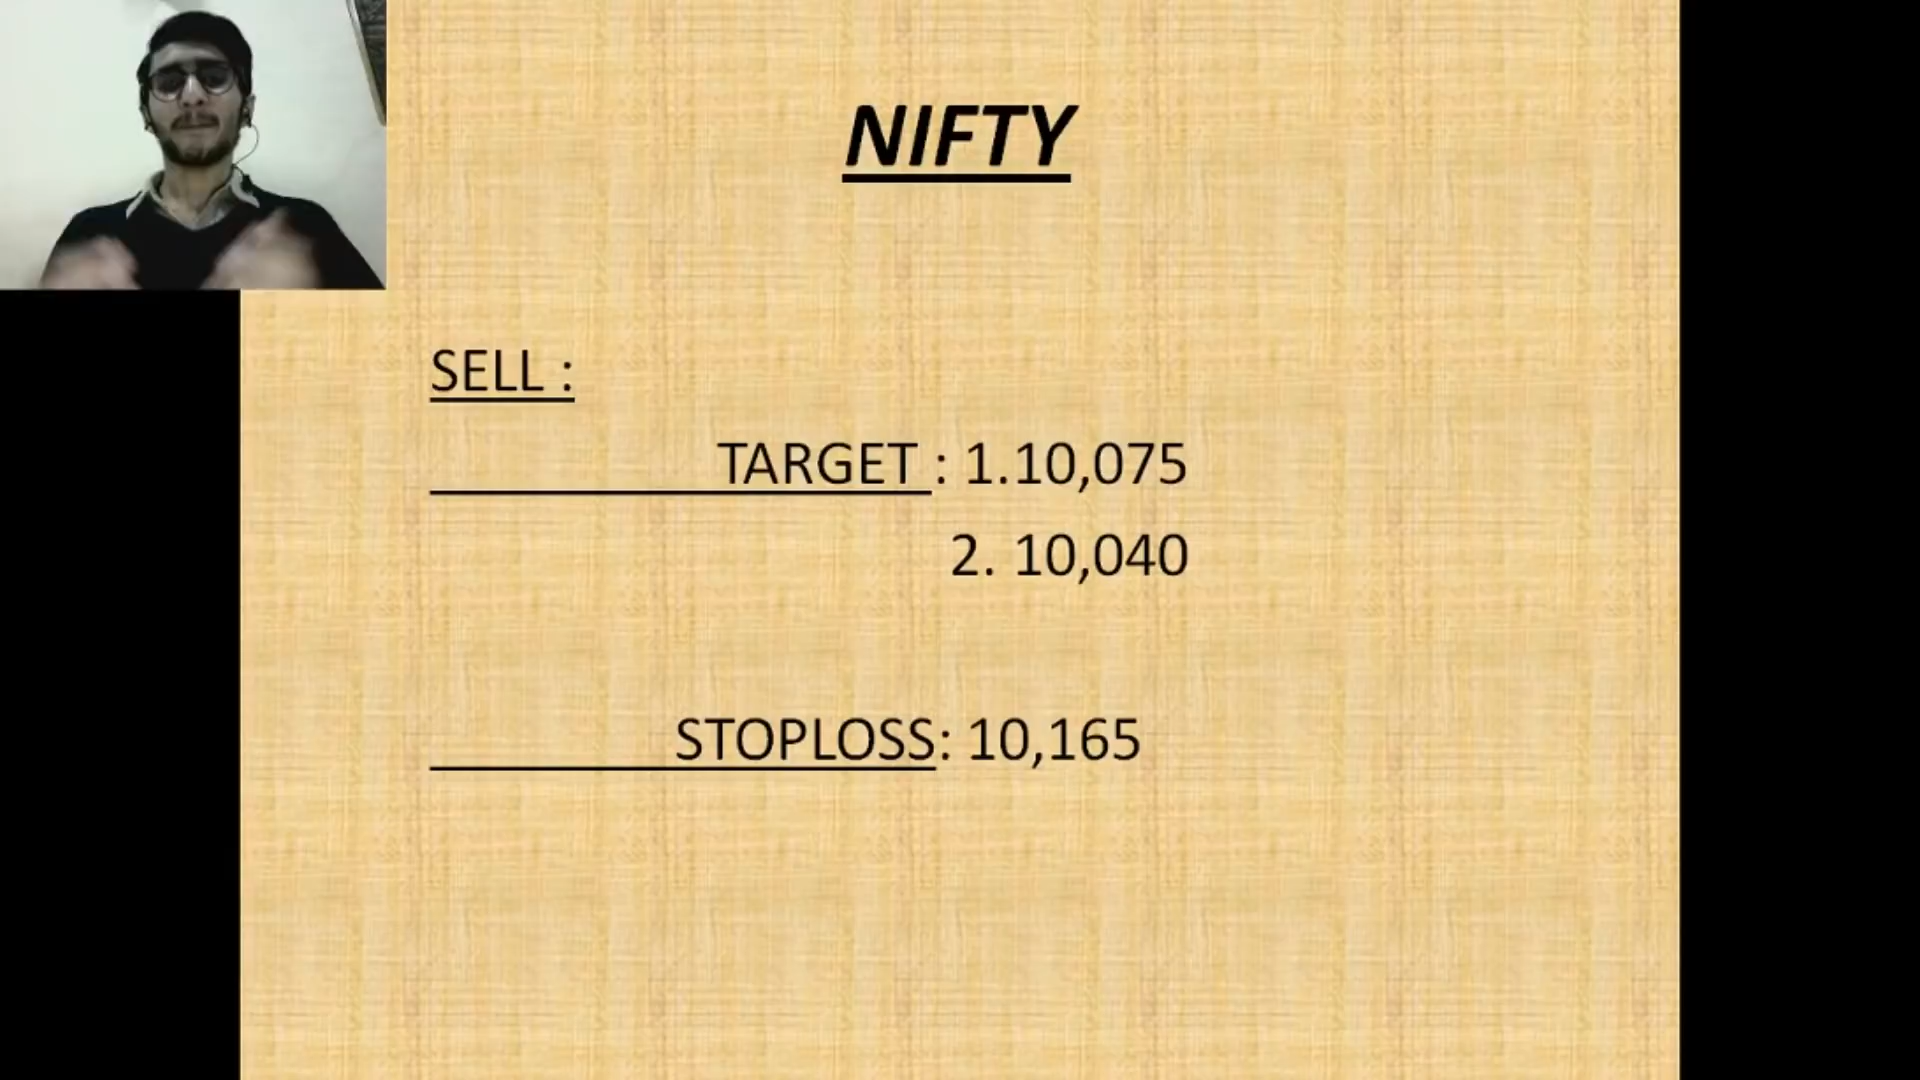 NIFTY
SELL :
TARGET : 1.10,075
2. 10,040
STOPLOSS: 10,165